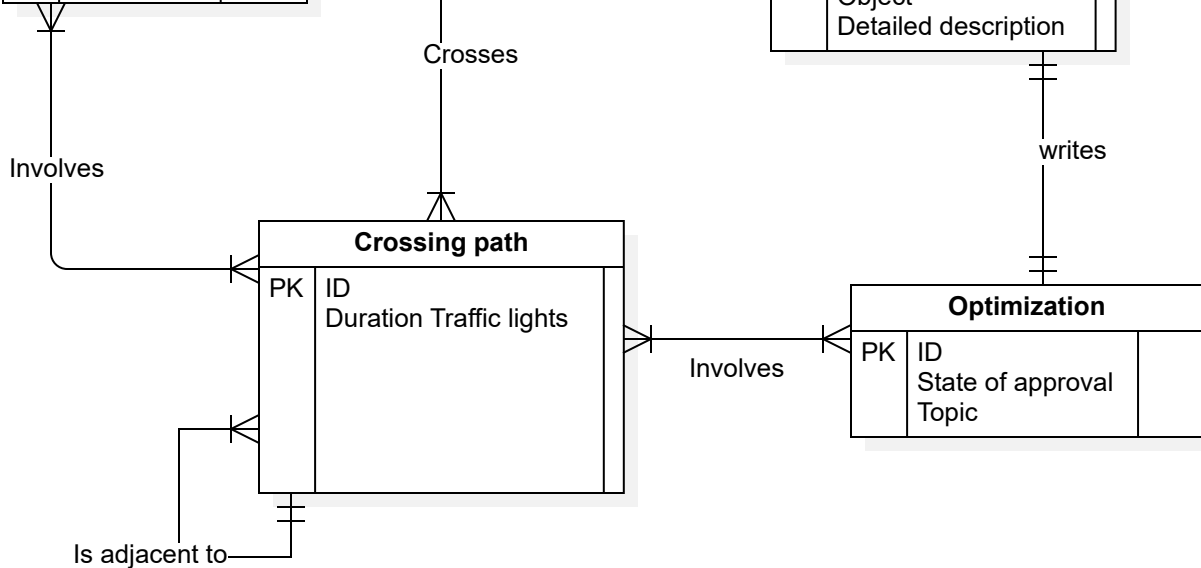 Object
Detailed description
Crosses
writes
Involves
Crossing path
PK
ID
Duration Traffic lights
Optimization
PK
ID
State of approval
Topic
Involves
Is adjacent to